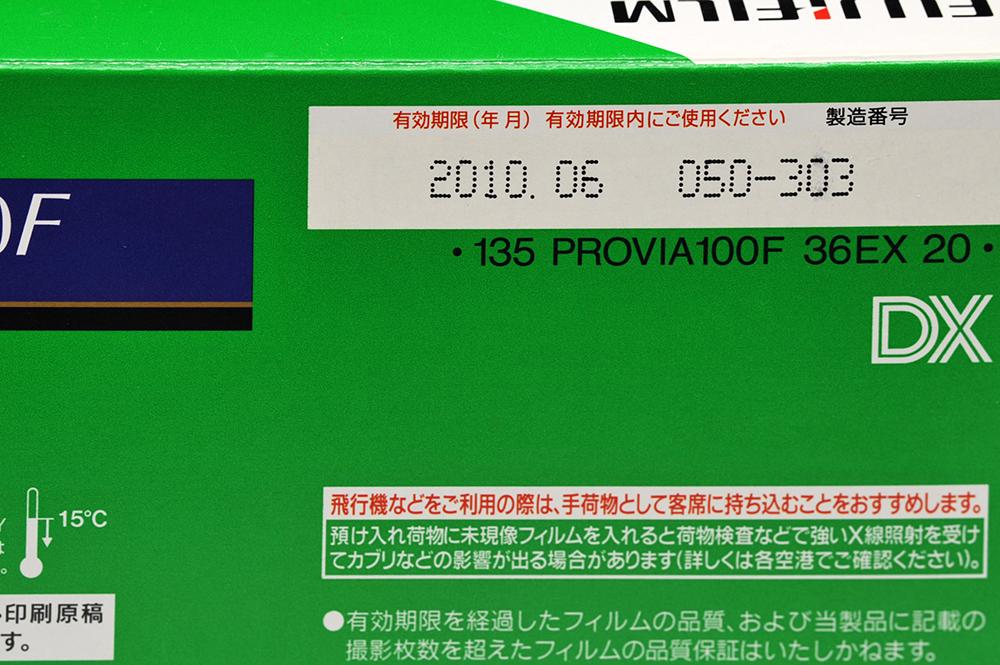 FUJIFILM
有効期限(年月) 有効期限内にご使用ください 製造番号
2010.06 050-303
0F
・135 PROVIA100F 36EX 20・
DX
15℃
飛行機などをご利用の際は、手荷物として客席に持ち込むことをおすすめします。
預け入れ荷物に未現像フィルムを入れると荷物検査などで強いX線照射を受け
てカブリなどの影響が出る場合があります(詳しくは各空港でご確認ください)。
印刷原稿
す。
●有効期限を経過したフィルムの品質、および当製品に記載の
撮影枚数を超えたフィルムの品質保証はいたしかねます。